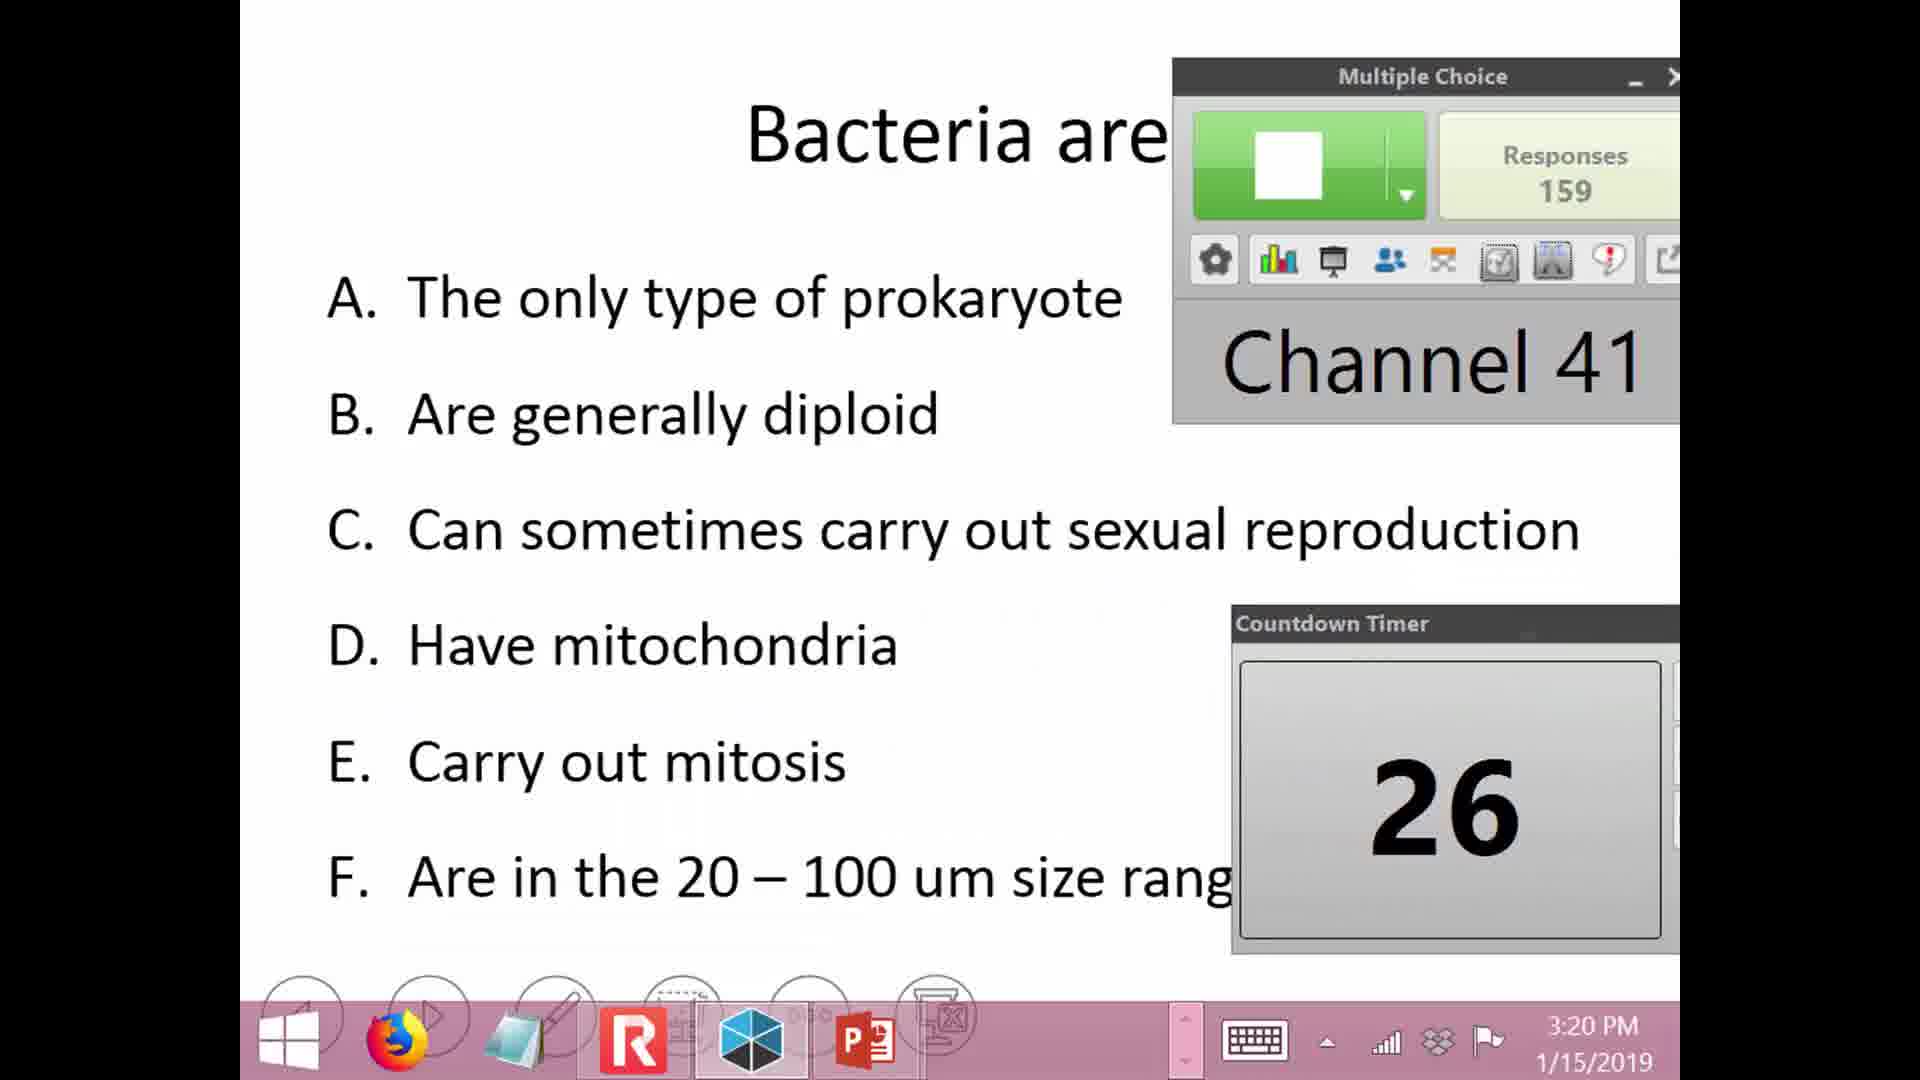 Bacteria are
A. The only type of prokaryote
B. Are generally diploid
C. Can sometimes carry out sexual reproduction
D. Have mitochondria
E. Carry out mitosis
F. Are in the 20 – 100 um size rang
Multiple Choice
Responses
159
Channel 41
Countdown Timer
26
3:20 PM
1/15/2019